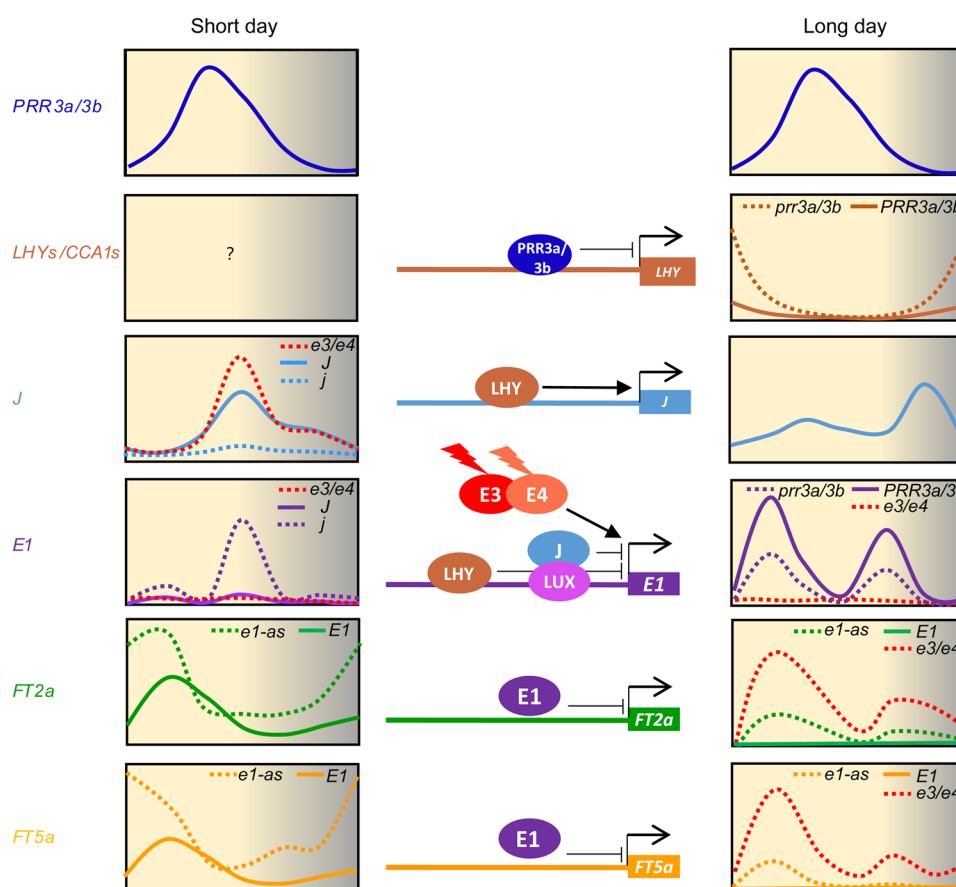 Short day
Long day
PRR3a/3b
LHYs/CCA1s
?
PRR3a/
3b
LHY
prr3a/3b PRR3a/3b
J
e3/e4
J
j
LHY
J
E1
e3/e4
J
j
E3 E4
J
LHY
LUX
E1
prr3a/3b PRR3a/3
e3/e4
FT2a
e1-as E1
E1
FT2a
e1-as E1
e3/e4
FT5a
e1-as E1
E1
FT5a
e1-as E1
e3/e4